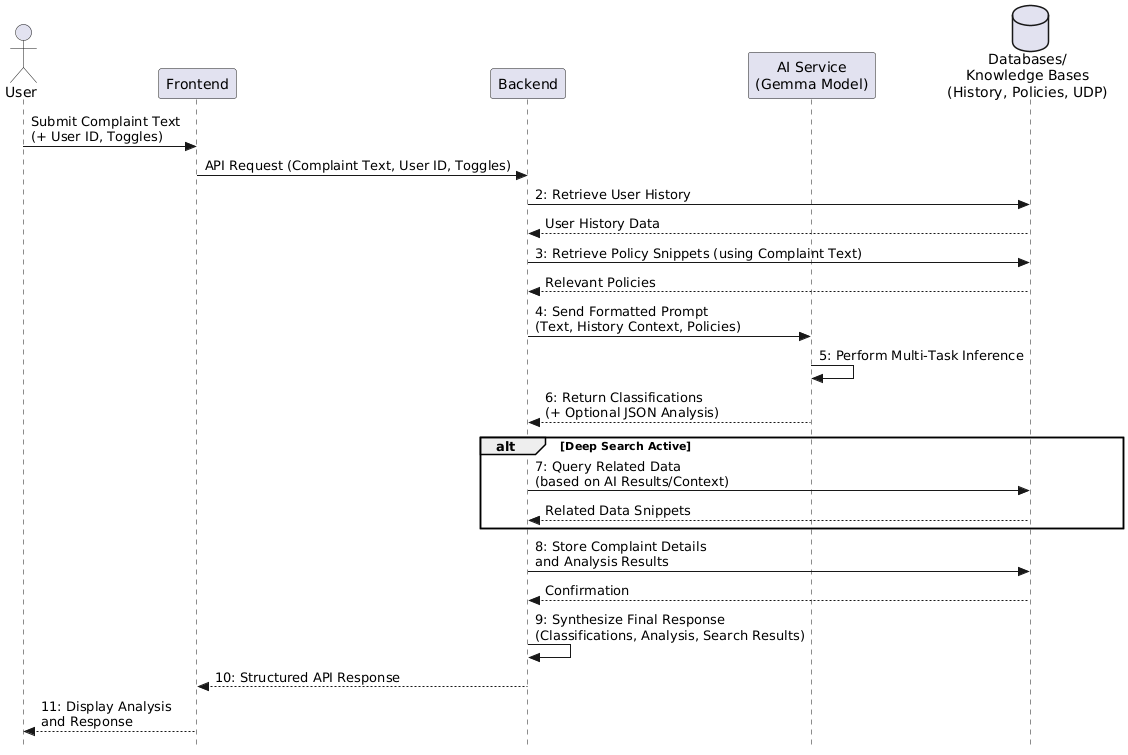 User
Frontend
Backend
AI Service
(Gemma Model)
Databases/
Knowledge Bases
(History, Policies, UDP)
Submit Complaint Text
(+ User ID, Toggles)
API Request (Complaint Text, User ID, Toggles)
2: Retrieve User History
User History Data
3: Retrieve Policy Snippets (using Complaint Text)
Relevant Policies
4: Send Formatted Prompt
(Text, History Context, Policies)
5: Perform Multi-Task Inference
6: Return Classifications
(+ Optional JSON Analysis)
alt [Deep Search Active]
7: Query Related Data
(based on AI Results/Context)
Related Data Snippets
8: Store Complaint Details
and Analysis Results
Confirmation
9: Synthesize Final Response
(Classifications, Analysis, Search Results)
10: Structured API Response
11: Display Analysis
and Response